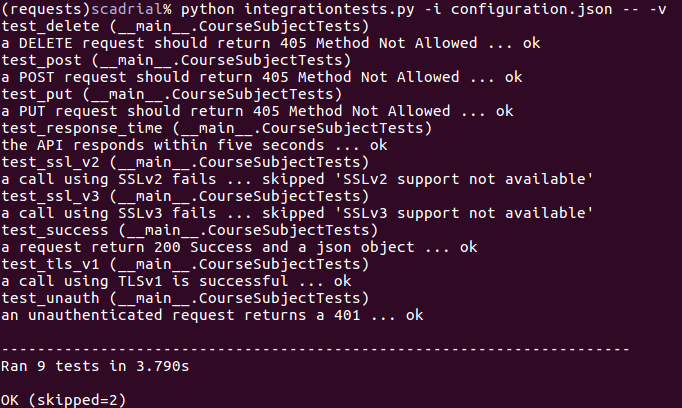 (requests)scadrial% python integrationtests.py -i configuration.json -- -v
test_delete (__main__.CourseSubjectTests)
a DELETE request should return 405 Method Not Allowed ... ok
test_post (__main__.CourseSubjectTests)
a POST request should return 405 Method Not Allowed ... ok
test_put (__main__.CourseSubjectTests)
a PUT request should return 405 Method Not Allowed ... ok
test_response_time (__main__.CourseSubjectTests)
the API responds within five seconds ... ok
test_ssl_v2 (__main__.CourseSubjectTests)
a call using SSLv2 fails ... skipped 'SSLv2 support not available'
test_ssl_v3 (__main__.CourseSubjectTests)
a call using SSLv3 fails ... skipped 'SSLv3 support not available'
test_success (__main__.CourseSubjectTests)
a request return 200 Success and a json object ... ok
test_tls_v1 (__main__.CourseSubjectTests)
a call using TLSv1 is successful ... ok
test_unauth (__main__.CourseSubjectTests)
an unauthenticated request returns a 401 ... ok
----------------------------------------------------------------------
Ran 9 tests in 3.790s
OK (skipped=2)